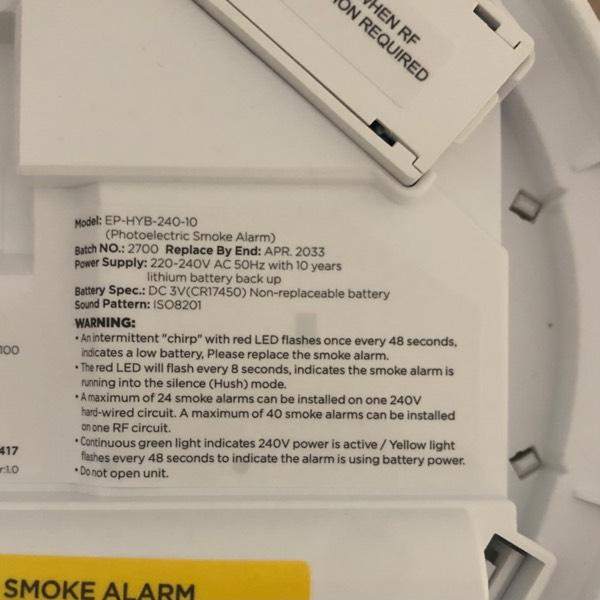 WHEN RF
ION REQUIRED
Model: EP-HYB-240-10
(Photoelectric Smoke Alarm)
Batch NO.: 2700 Replace By End: APR. 2033
Power Supply: 220-240V AC 50Hz with 10 years
lithium battery back up
Battery Spec.: DC 3V(CR17450) Non-replaceable battery
Sound Pattern: ISO8201
WARNING:
• An intermittent "chirp" with red LED flashes once every 48 seconds,
indicates a low battery, Please replace the smoke alarm.
• The red LED will flash every 8 seconds, indicates the smoke alarm is
running into the silence (Hush) mode.
• A maximum of 24 smoke alarms can be installed on one 240V
hard-wired circuit. A maximum of 40 smoke alarms can be installed
on one RF circuit.
• Continuous green light indicates 240V power is active / Yellow light
flashes every 48 seconds to indicate the alarm is using battery power.
• Do not open unit.
100
417
r:1.0
SMOKE ALARM